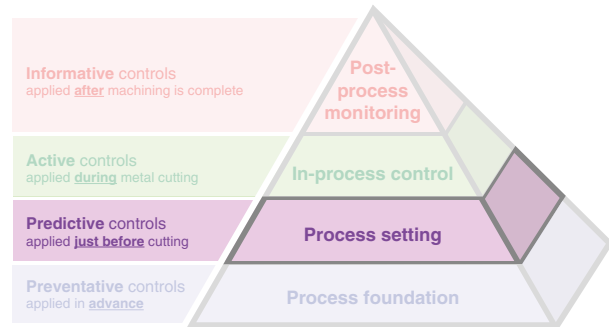 Informative controls
applied after machining is complete
Post-
process
monitoring
Active controls
applied during metal cutting
In-process control
Predictive controls
applied just before cutting
Process setting
Preventative controls
applied in advance
Process foundation